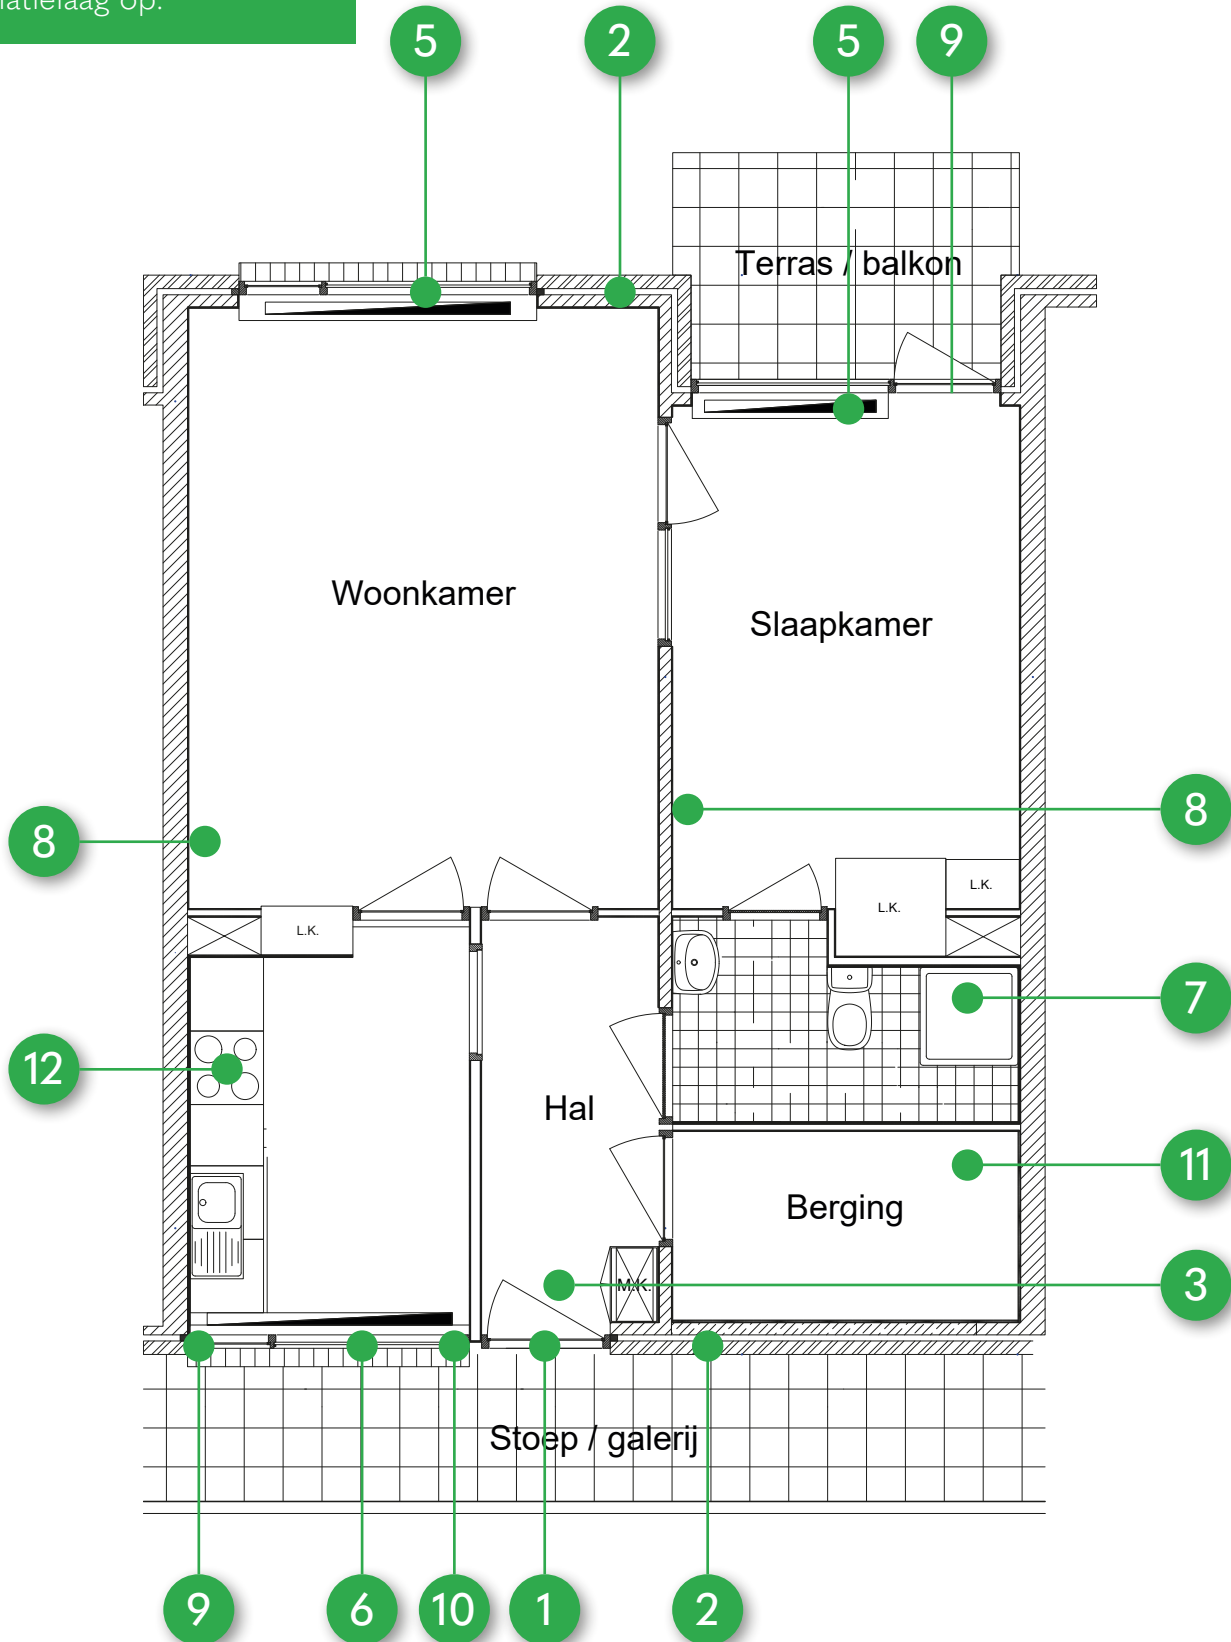 5
2
5
9
Terras / balkon
Woonkamer
Slaapkamer
8
8
L.K.
L.K.
L.K.
7
12
Hal
11
Berging
M.K.
3
Stoep / galerij
9
6
10
1
2